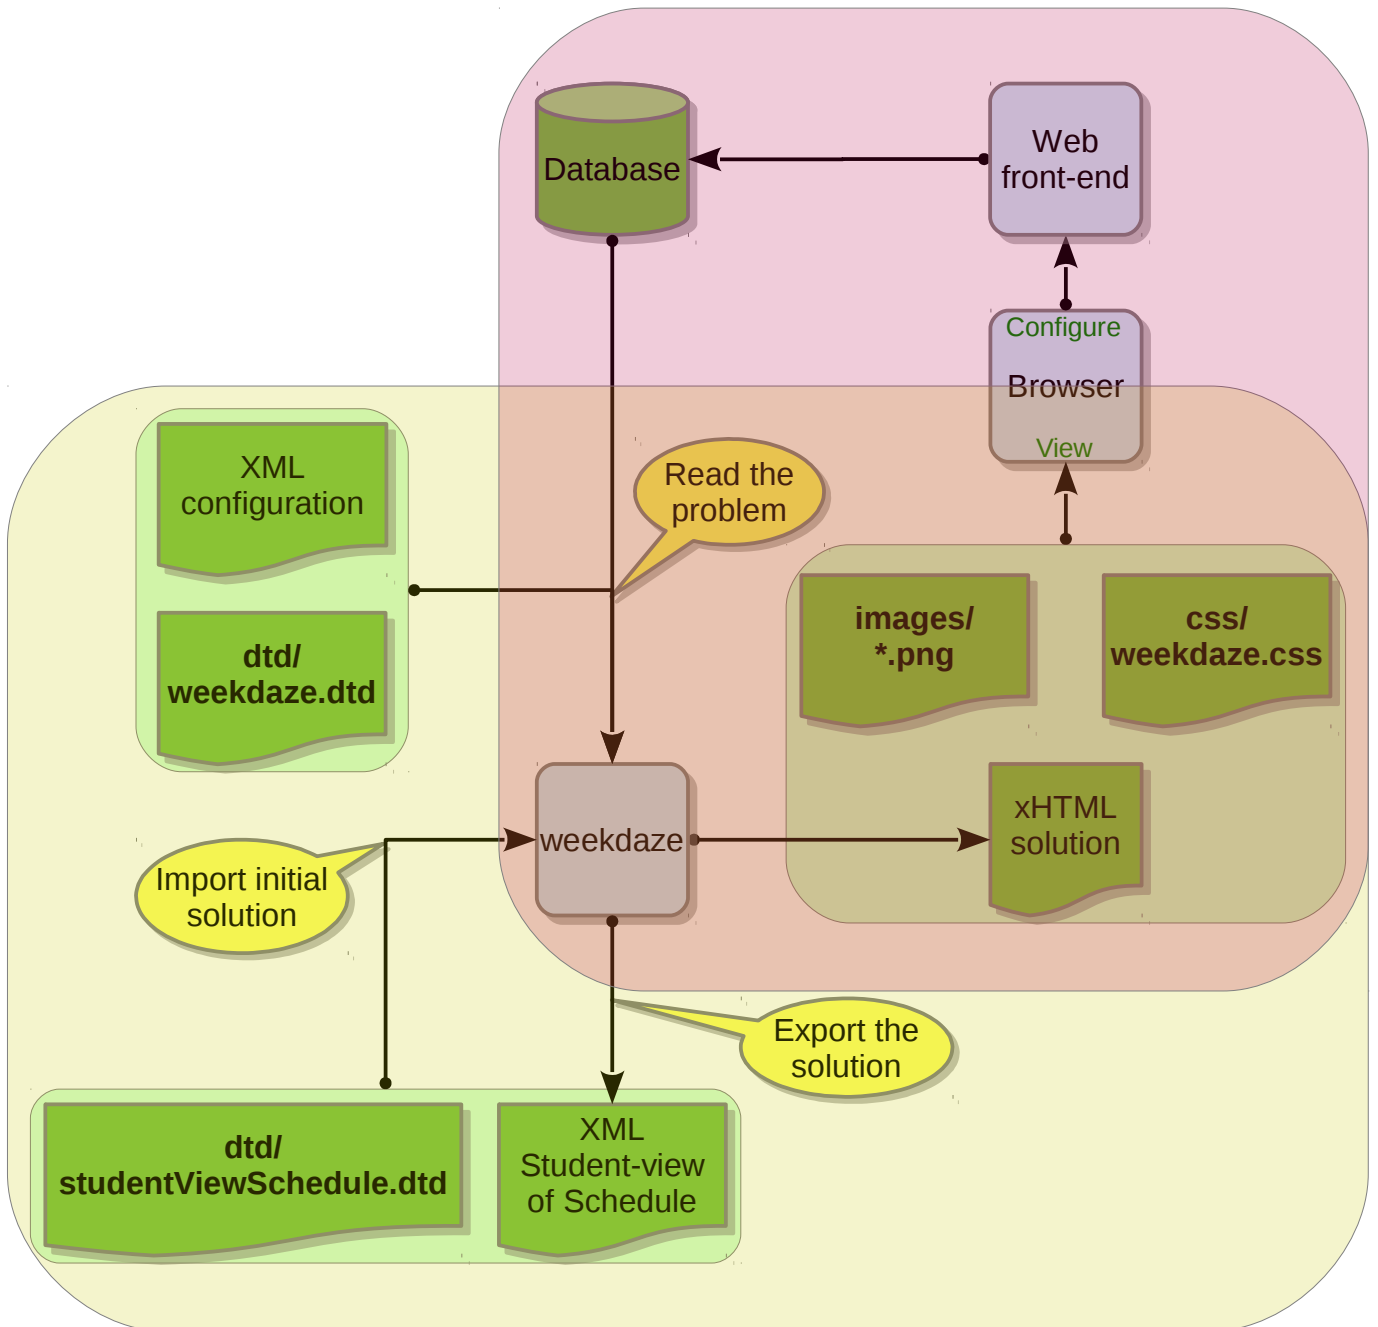 Database
Web
front-end
Configure
Browser
View
XML
configuration
Read the
problem
dtd/
weekdaze.dtd
images/
*.png
css/
weekdaze.css
weekdaze
xHTML
solution
Import initial
solution
Export the
solution
dtd/
studentViewSchedule.dtd
XML
Student-view
of Schedule